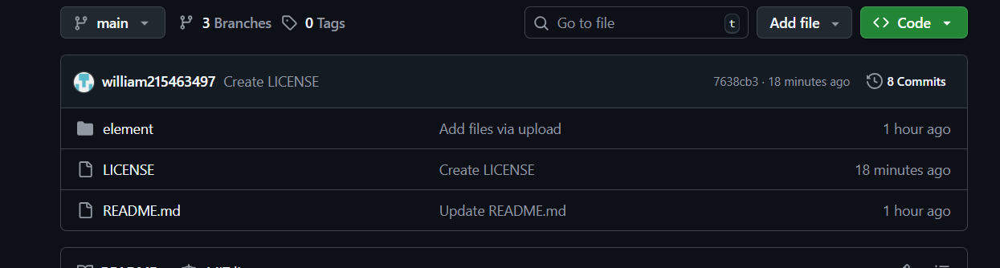 main 3 Branches 0 Tags Go to file t Add file Code
william215463497 Create LICENSE 7638cb3 · 18 minutes ago 8 Commits
element Add files via upload 1 hour ago
LICENSE Create LICENSE 18 minutes ago
README.md Update README.md 1 hour ago
README